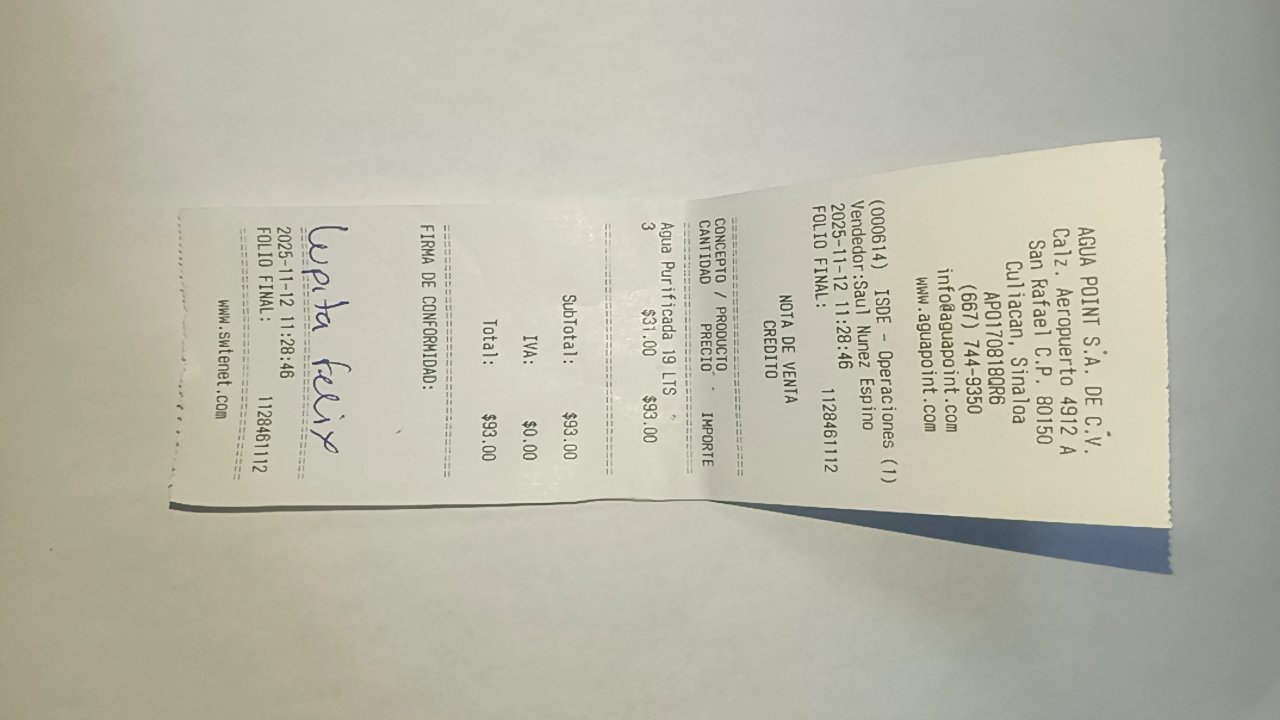 AGUA POINT S.A. DE C.V.
Calz. Aeropuerto 4912 A
San Rafael C.P. 80150
Culiacan, Sinaloa
APO170818QR6
(667) 744-9350
info@aguapoint.com
www.aguapoint.com
(000614) ISDE - Operaciones (1)
Vendedor:Saul Nunez Espino
2025-11-12 11:28:46
FOLIO FINAL: 1128461112
NOTA DE VENTA
CREDITO
CONCEPTO / PRODUCTO
CANTIDAD PRECIO IMPORTE
Agua Purificada 19 LTS
3 $31.00 $93.00
SubTotal: $93.00
IVA: $0.00
Total: $93.00
FIRMA DE CONFORMIDAD:
Lupita Felix
2025-11-12 11:28:46
FOLIO FINAL: 1128461112
www.swtenet.com